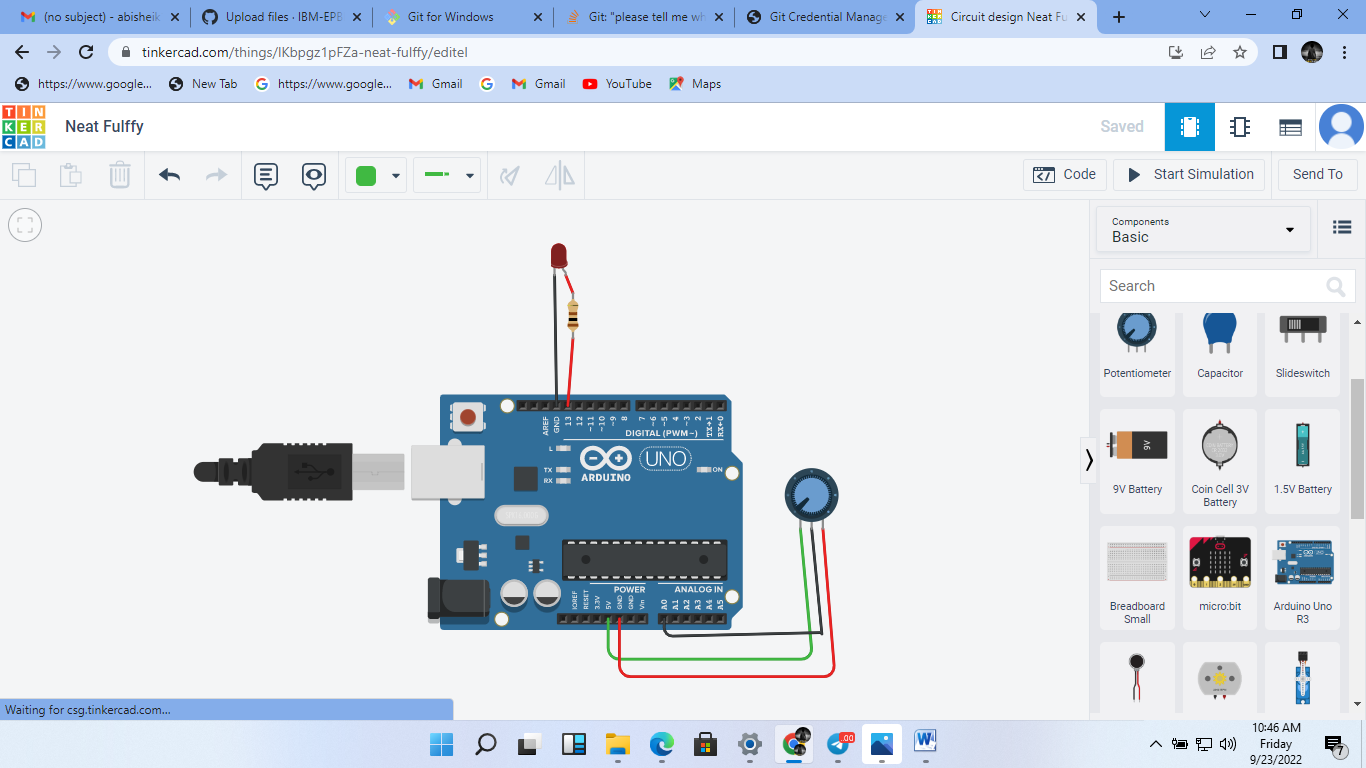 (no subject) - abisheik
Upload files · IBM-EPB
Git for Windows
Git: "please tell me wh
Git Credential Manage
Circuit design Neat Fu
tinkercad.com/things/lKbpgz1pFZa-neat-fulffy/editel
https://www.google...
New Tab
https://www.google...
Gmail
Gmail
YouTube
Maps
TIN
KER
CAD
Neat Fulffy
Saved
Code
Start Simulation
Send To
Components
Basic
Search
Potentiometer
Capacitor
Slideswitch
9V
9V Battery
Coin Cell 3V
Battery
1.5V Battery
Breadboard
Small
micro:bit
Arduino Uno
R3
AREF
GND
13
12
~11
~10
~9
8
7
~6
~5
4
~3
2
TX→1
RX←0
DIGITAL (PWM~)
L
TX
RX
UNO
ON
ARDUINO
POWER
ANALOG IN
IOREF
RESET
3.3V
5V
GND
GND
Vin
A0
A1
A2
A3
A4
A5
Waiting for csg.tinkercad.com...
.00
W
10:46 AM
Friday
9/23/2022
7